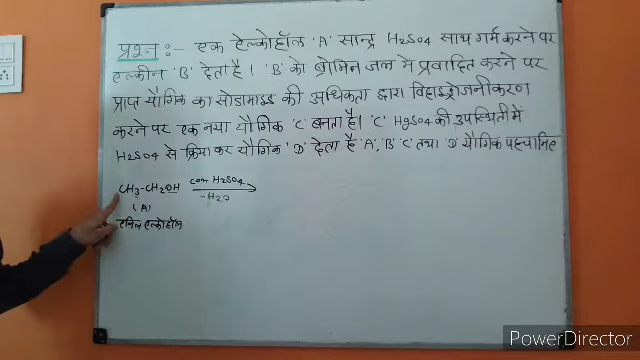 प्रश्न :- एक ऐल्कोहॉल 'A' सान्द्र H₂SO₄ साथ गर्म करने पर
एल्कीन 'B' देता है। 'B' को ब्रोमिन जल मे प्रवाहित करने पर
प्राप्त यौगिक का सोडामाइड की अधिकता द्वारा विहाइड्रोजनीकरण
करने पर एक नया यौगिक 'C' बनता है। 'C' HgSO₄ की उपस्थिती में
H₂SO₄ से क्रिया कर यौगिक 'D' देता है 'A', 'B' 'C' तथा 'D' यौगिक पहचानिए
CH₃-CH₂OH conc H₂SO₄
-H₂O
(A)
एथिल एल्कोहॉल
PowerDirector